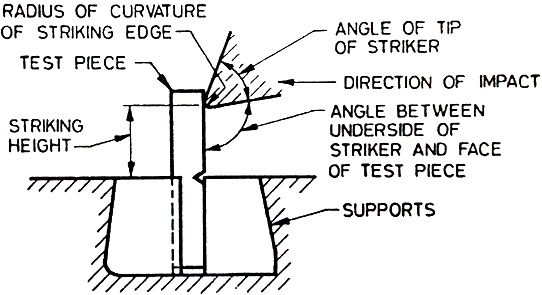 RADIUS OF CURVATURE
OF STRIKING EDGE
TEST PIECE
STRIKING
HEIGHT
ANGLE OF TIP
OF STRIKER
DIRECTION OF IMPACT
ANGLE BETWEEN
UNDERSIDE OF
STRIKER AND FACE
OF TEST PIECE
SUPPORTS